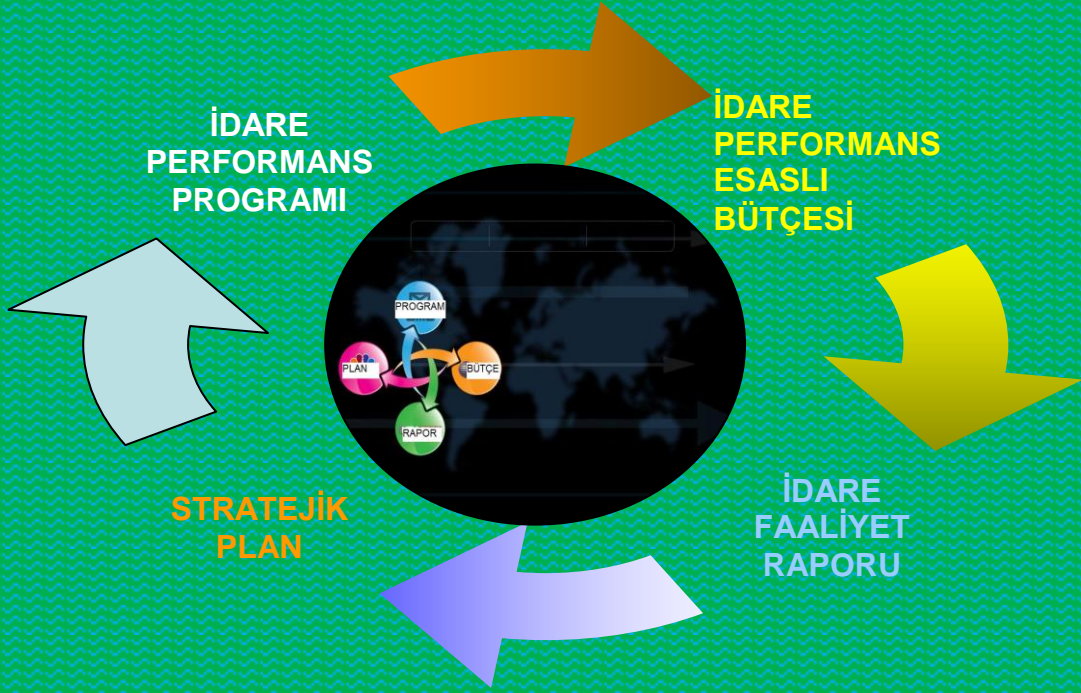 İDARE
PERFORMANS
PROGRAMI
İDARE
PERFORMANS
ESASLI
BÜTÇESİ
PROGRAM
PLAN
BÜTÇE
RAPOR
STRATEJİK
PLAN
İDARE
FAALİYET
RAPORU